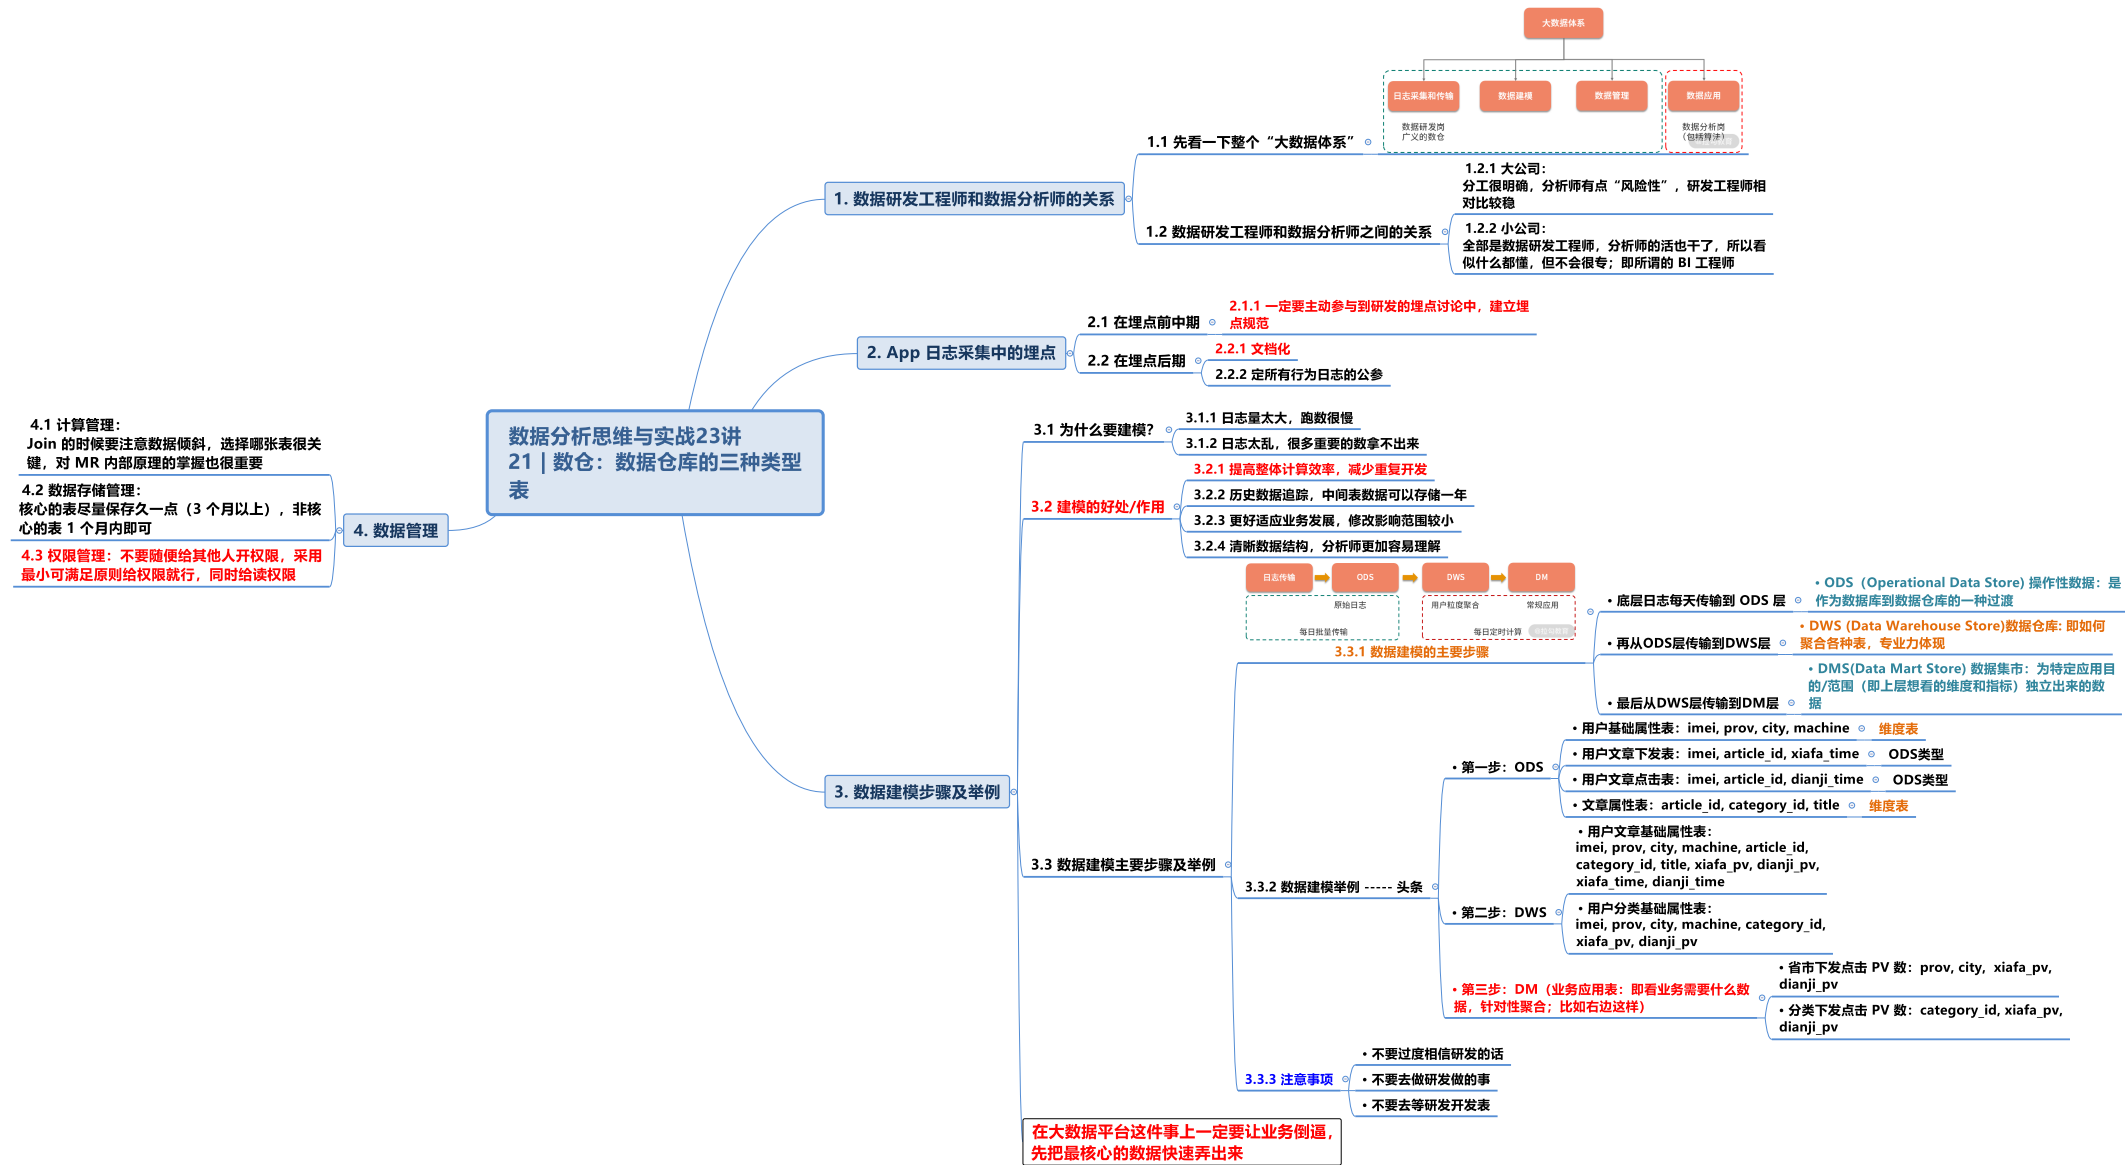 数据分析思维与实战23讲
21 | 数仓：数据仓库的三种类型
表
1. 数据研发工程师和数据分析师的关系
1.1 先看一下整个“大数据体系”
大数据体系
日志采集和传输
数据建模
数据管理
数据应用
数据研发岗
广义的数仓
数据分析岗
（包括算法）
1.2 数据研发工程师和数据分析师之间的关系
1.2.1 大公司：
分工很明确，分析师有点“风险性”，研发工程师相
对比较稳
1.2.2 小公司：
全部是数据研发工程师，分析师的活也干了，所以看
似什么都懂，但不会很专；即所谓的 BI 工程师
2. App 日志采集中的埋点
2.1 在埋点前中期
2.1.1 一定要主动参与到研发的埋点讨论中，建立埋
点规范
2.2 在埋点后期
2.2.1 文档化
2.2.2 定所有行为日志的公参
3. 数据建模步骤及举例
3.1 为什么要建模？
3.1.1 日志量太大，跑数很慢
3.1.2 日志太乱，很多重要的数拿不出来
3.2 建模的好处/作用
3.2.1 提高整体计算效率，减少重复开发
3.2.2 历史数据追踪，中间表数据可以存储一年
3.2.3 更好适应业务发展，修改影响范围较小
3.2.4 清晰数据结构，分析师更加容易理解
3.3 数据建模主要步骤及举例
日志传输
ODS
DWS
DM
原始日志
用户粒度聚合
常规应用
每日批量传输
每日定时计算
3.3.1 数据建模的主要步骤
• 底层日志每天传输到 ODS 层
• ODS（Operational Data Store) 操作性数据：是
作为数据库到数据仓库的一种过渡
• 再从ODS层传输到DWS层
• DWS (Data Warehouse Store)数据仓库: 即如何
聚合各种表，专业力体现
• 最后从DWS层传输到DM层
• DMS(Data Mart Store) 数据集市：为特定应用目
的/范围（即上层想看的维度和指标）独立出来的数
据
3.3.2 数据建模举例 ----- 头条
• 第一步：ODS
• 用户基础属性表：imei, prov, city, machine
维度表
• 用户文章下发表：imei, article_id, xiafa_time
ODS类型
• 用户文章点击表：imei, article_id, dianji_time
ODS类型
• 文章属性表：article_id, category_id, title
维度表
• 第二步：DWS
• 用户文章基础属性表：
imei, prov, city, machine, article_id,
category_id, title, xiafa_pv, dianji_pv,
xiafa_time, dianji_time
• 用户分类基础属性表：
imei, prov, city, machine, category_id,
xiafa_pv, dianji_pv
• 第三步：DM（业务应用表：即看业务需要什么数
据，针对性聚合；比如右边这样）
• 省市下发点击 PV 数：prov, city,  xiafa_pv,
dianji_pv
• 分类下发点击 PV 数：category_id, xiafa_pv,
dianji_pv
3.3.3 注意事项
• 不要过度相信研发的话
• 不要去做研发做的事
• 不要去等研发开发表
在大数据平台这件事上一定要让业务倒逼，
先把最核心的数据快速弄出来
4. 数据管理
4.1 计算管理：
Join 的时候要注意数据倾斜，选择哪张表很关
键，对 MR 内部原理的掌握也很重要
4.2 数据存储管理：
核心的表尽量保存久一点（3 个月以上），非核
心的表 1 个月内即可
4.3 权限管理：不要随便给其他人开权限，采用
最小可满足原则给权限就行，同时给读权限